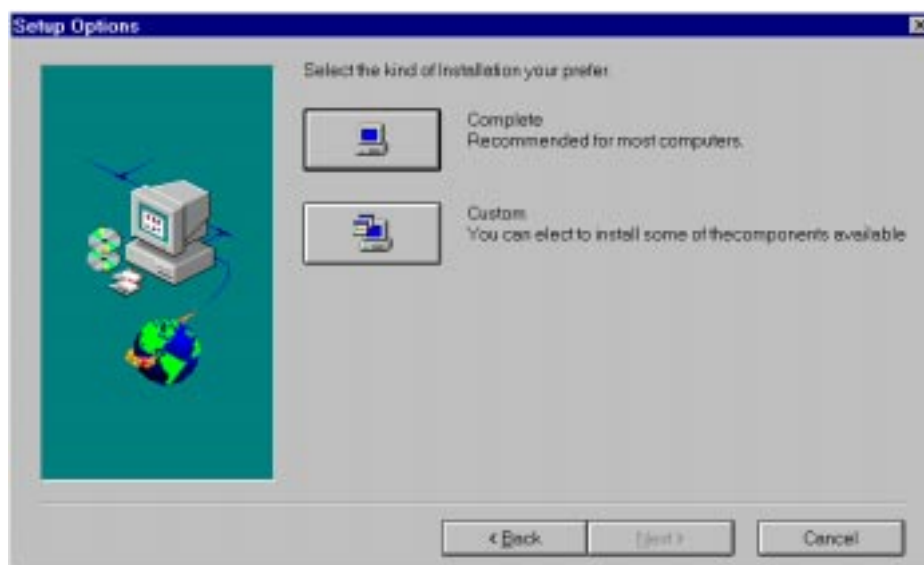 Setup Options
Select the kind of Installation your prefer.
Complete
Recommended for most computers.
Custom
You can elect to install some of thecomponents available
< Back
Next >
Cancel